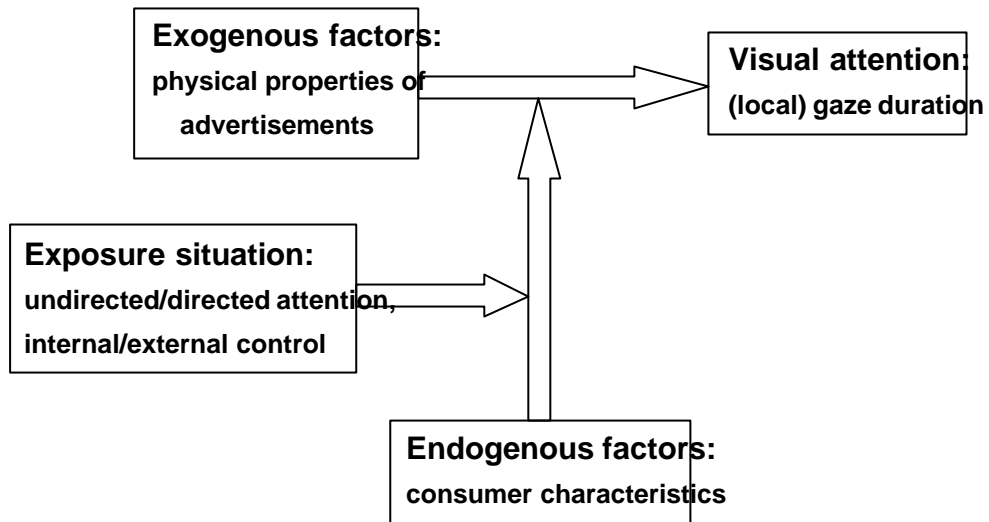 Exogenous factors:
physical properties of
advertisements
Visual attention:
(local) gaze duration
Exposure situation:
undirected/directed attention,
internal/external control
Endogenous factors:
consumer characteristics